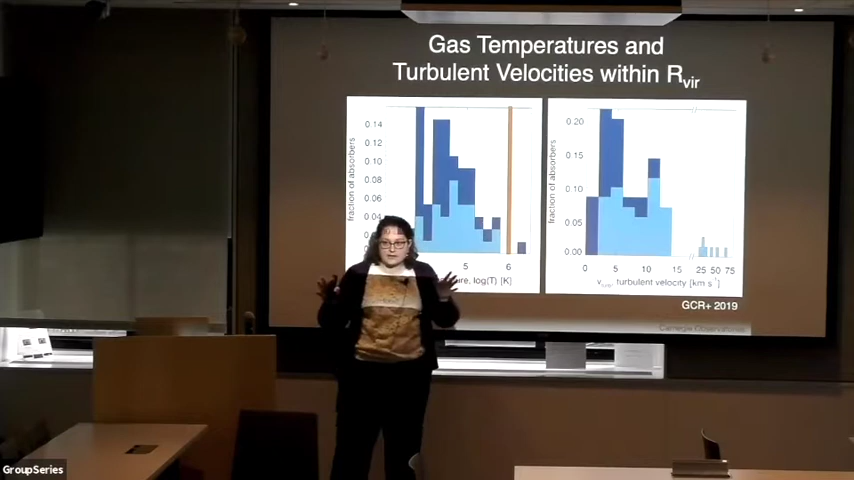 Gas Temperatures and
Turbulent Velocities within Rvir
fraction of absorbers
0.14
0.12
0.10
0.08
0.06
0.04
5
6
ure, log(T) [K]
fraction of absorbers
0.20
0.15
0.10
0.05
0.00
0
5
10
15
25 50 75
turbulent velocity [km s⁻¹]
GCR+ 2019
Carnegie Observatories
GroupSeries